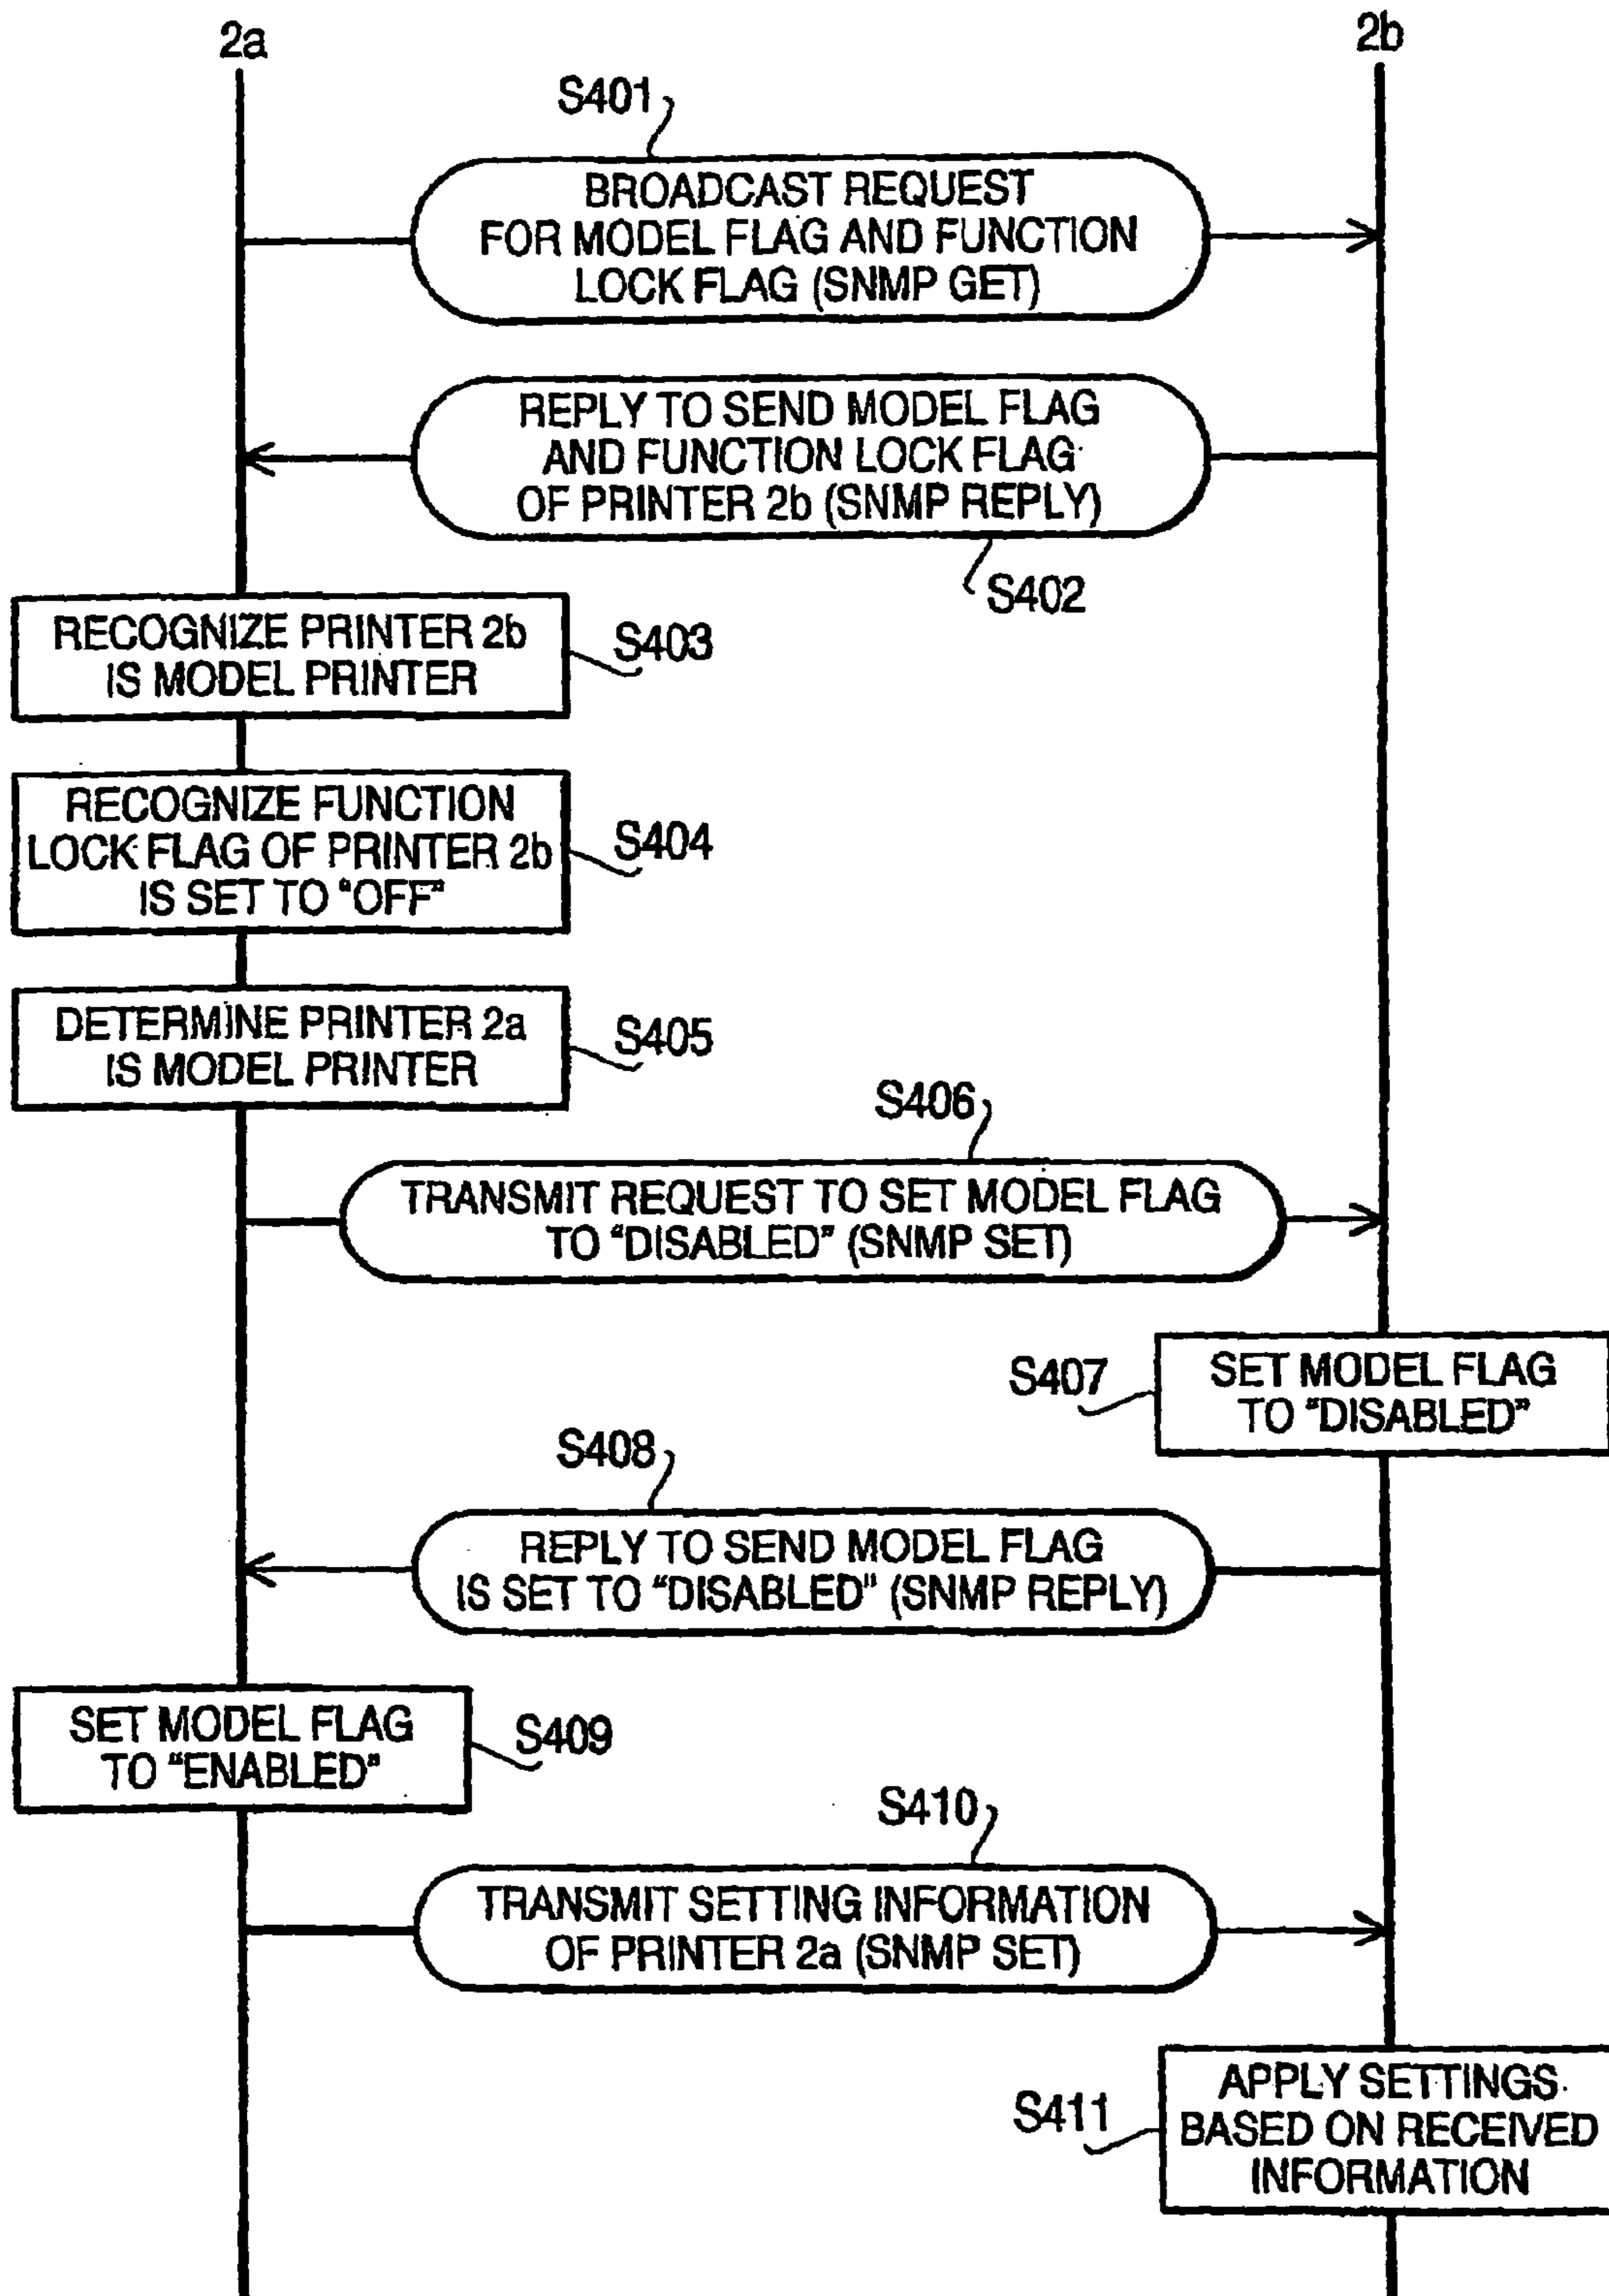 2a
2b
S401
BROADCAST REQUEST
FOR MODEL FLAG AND FUNCTION
LOCK FLAG (SNMP GET)
REPLY TO SEND MODEL FLAG
AND FUNCTION LOCK FLAG
OF PRINTER 2b (SNMP REPLY)
S402
RECOGNIZE PRINTER 2b
IS MODEL PRINTER
S403
RECOGNIZE FUNCTION
LOCK FLAG OF PRINTER 2b
IS SET TO "OFF"
S404
DETERMINE PRINTER 2a
IS MODEL PRINTER
S405
S406
TRANSMIT REQUEST TO SET MODEL FLAG
TO "DISABLED" (SNMP SET)
S407
SET MODEL FLAG
TO "DISABLED"
S408
REPLY TO SEND MODEL FLAG
IS SET TO "DISABLED" (SNMP REPLY)
SET MODEL FLAG
TO "ENABLED"
S409
S410
TRANSMIT SETTING INFORMATION
OF PRINTER 2a (SNMP SET)
S411
APPLY SETTINGS
BASED ON RECEIVED
INFORMATION